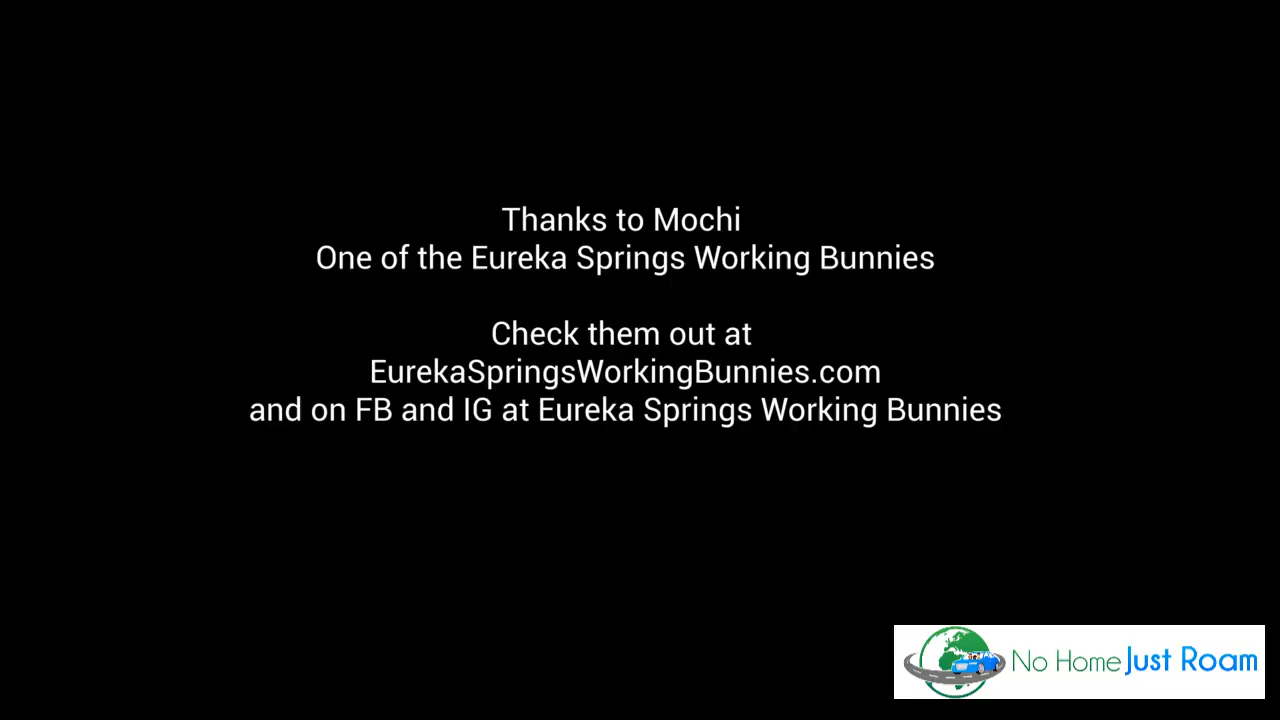 Thanks to Mochi
One of the Eureka Springs Working Bunnies
Check them out at
EurekaSpringsWorkingBunnies.com
and on FB and IG at Eureka Springs Working Bunnies
No Home Just Roam